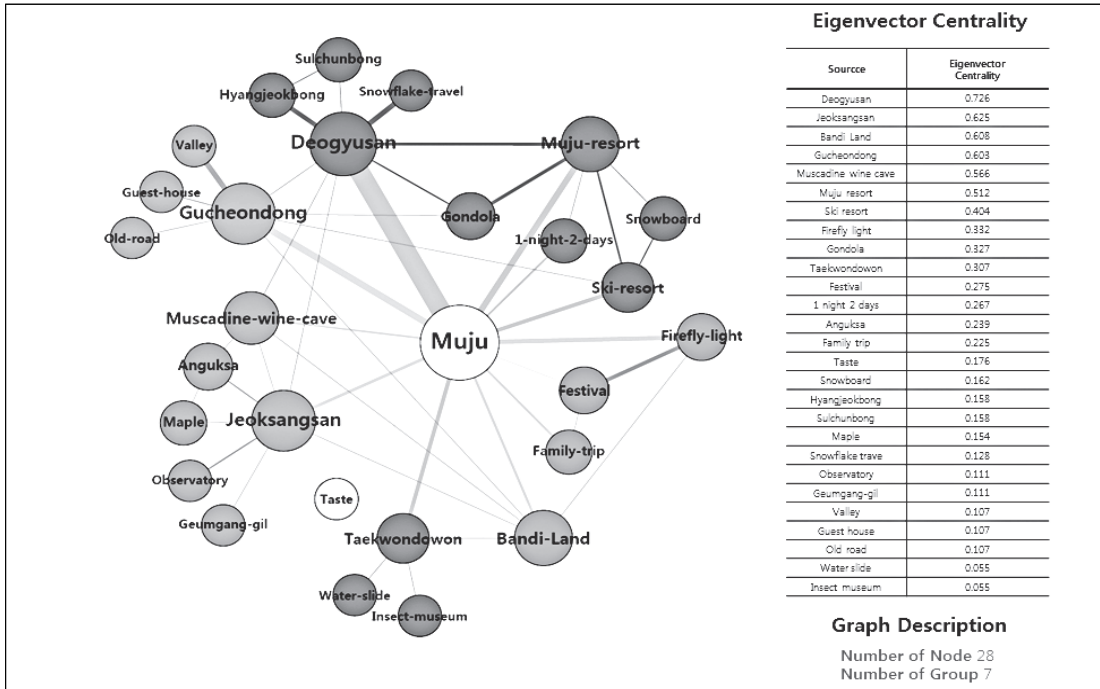 Eigenvector Centrality
Sourcce Eigenvector Centrality
Deogyusan 0.726
Jeoksangsan 0.625
Bandi Land 0.608
Gucheondong 0.603
Muscadine wine cave 0.566
Muju resort 0.512
Ski resort 0.404
Firefly light 0.332
Gondola 0.327
Taekwondowon 0.307
Festival 0.275
1 night 2 days 0.267
Anguksa 0.239
Family trip 0.225
Taste 0.176
Snowboard 0.162
Hyangjeokbong 0.158
Sulchunbong 0.158
Maple 0.154
Snowflake trave 0.128
Observatory 0.111
Geumgang-gil 0.111
Valley 0.107
Guest house 0.107
Old road 0.107
Water slide 0.055
Insect museum 0.055
Graph Description
Number of Node 28
Number of Group 7
Sulchunbong
Hyangjeokbong
Snowflake-travel
Deogyusan
Muju-resort
Valley
Guest-house
Gucheondong
Old-road
Gondola
Snowboard
1-night-2-days
Ski-resort
Muscadine-wine-cave
Muju
Firefly-light
Anguksa
Festival
Maple
Jeoksangsan
Family-trip
Observatory
Taste
Geumgang-gil
Taekwondowon
Bandi-Land
Water-slide
Insect-museum